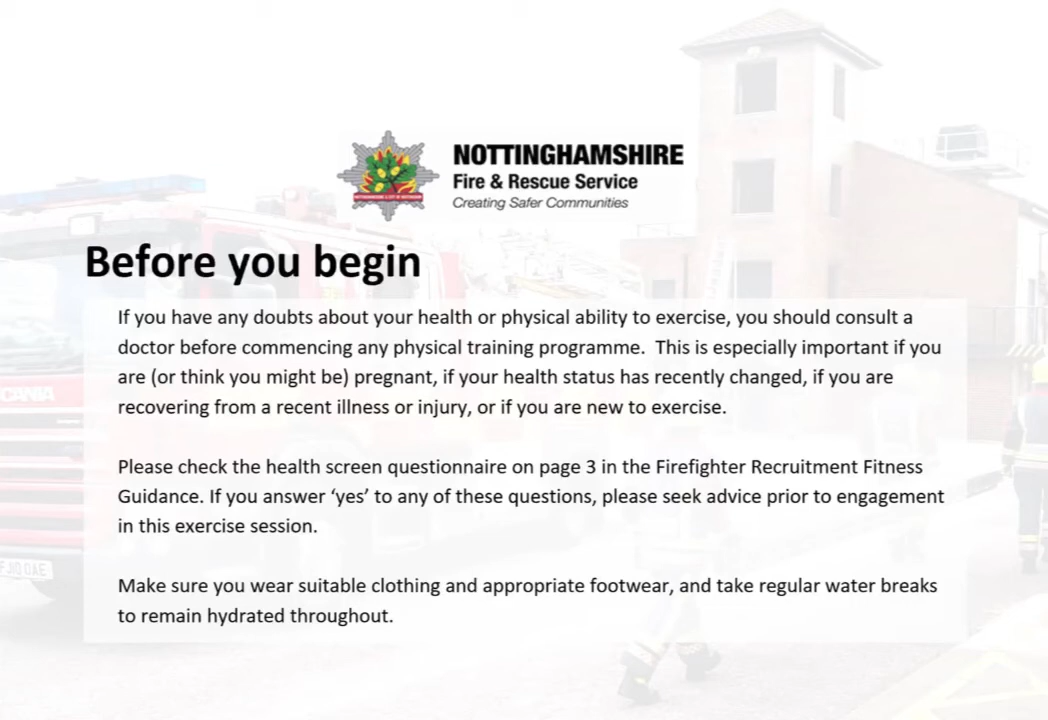 NOTTINGHAMSHIRE
Fire & Rescue Service
Creating Safer Communities
Before you begin
If you have any doubts about your health or physical ability to exercise, you should consult a
doctor before commencing any physical training programme.  This is especially important if you
are (or think you might be) pregnant, if your health status has recently changed, if you are
recovering from a recent illness or injury, or if you are new to exercise.
Please check the health screen questionnaire on page 3 in the Firefighter Recruitment Fitness
Guidance. If you answer ‘yes’ to any of these questions, please seek advice prior to engagement
in this exercise session.
Make sure you wear suitable clothing and appropriate footwear, and take regular water breaks
to remain hydrated throughout.
SCANIA